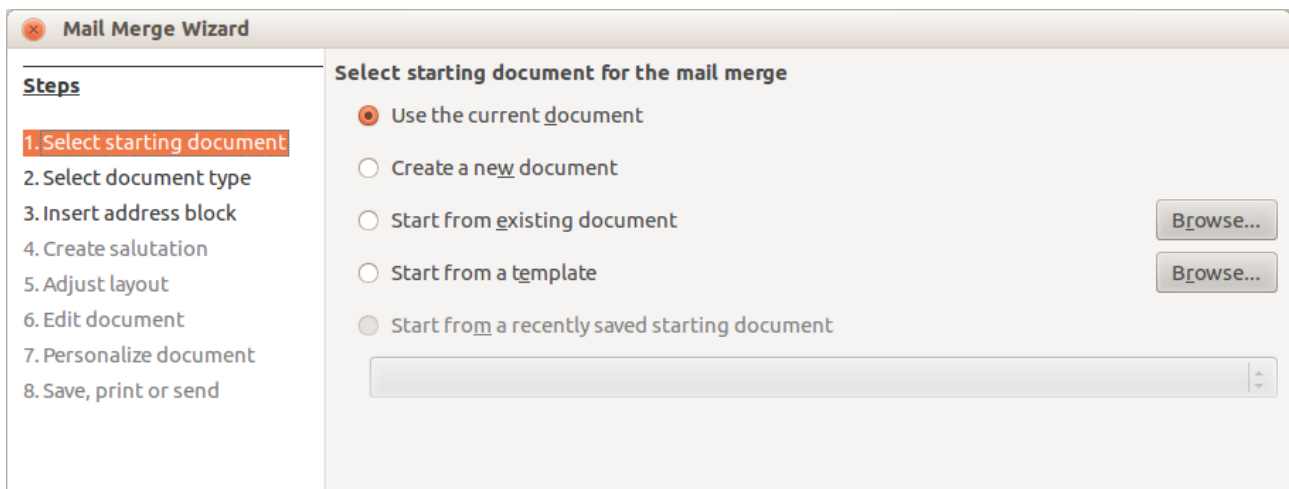 Mail Merge Wizard
Steps
1. Select starting document
2. Select document type
3. Insert address block
4. Create salutation
5. Adjust layout
6. Edit document
7. Personalize document
8. Save, print or send
Select starting document for the mail merge
Use the current document
Create a new document
Start from existing document
Browse...
Start from a template
Browse...
Start from a recently saved starting document